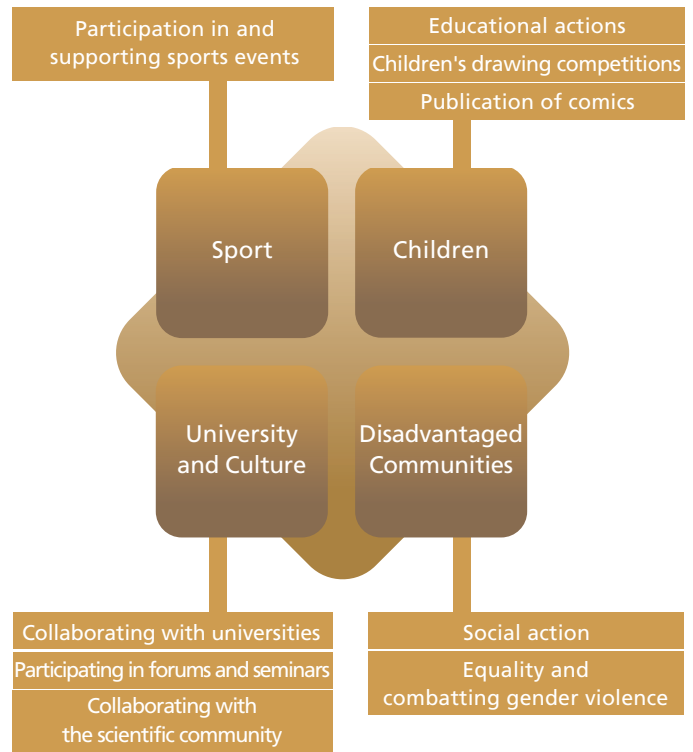 Participation in and
supporting sports events
Educational actions
Children's drawing competitions
Publication of comics
Sport
Children
University
and Culture
Disadvantaged
Communities
Collaborating with universities
Participating in forums and seminars
Collaborating with
the scientific community
Social action
Equality and
combatting gender violence